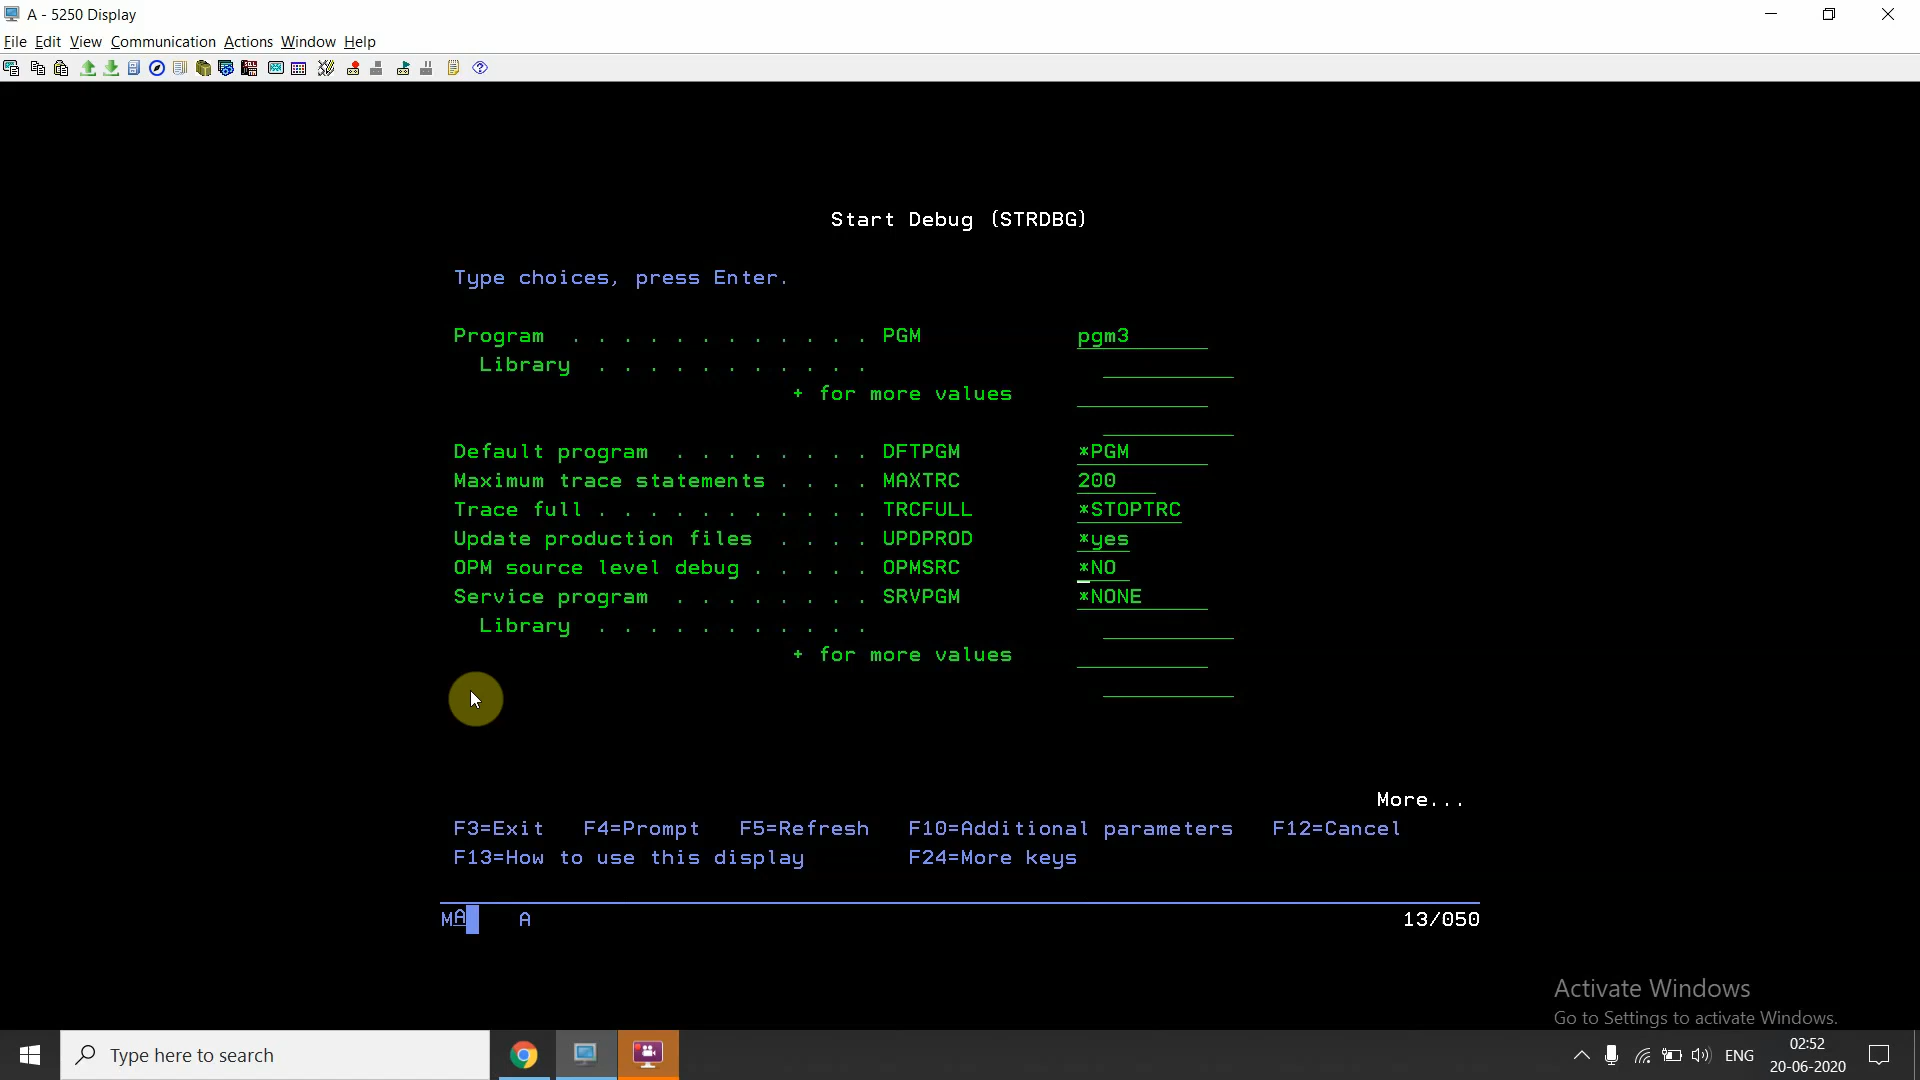 A - 5250 Display
File Edit View Communication Actions Window Help
Start Debug (STRDBG)
Type choices, press Enter.
Program . . . . . . . . . . . . PGM pgm3
Library . . . . . . . . . . .
+ for more values
Default program . . . . . . . . DFTPGM *PGM
Maximum trace statements . . . . MAXTRC 200
Trace full . . . . . . . . . . . TRCFULL *STOPTRC
Update production files . . . . UPDPROD *yes
OPM source level debug . . . . . OPMSRC *NO
Service program . . . . . . . . SRVPGM *NONE
Library . . . . . . . . . . .
+ for more values
More...
F3=Exit F4=Prompt F5=Refresh F10=Additional parameters F12=Cancel
F13=How to use this display F24=More keys
MA A 13/050
Activate Windows
Go to Settings to activate Windows.
Type here to search
ENG
02:52
20-06-2020